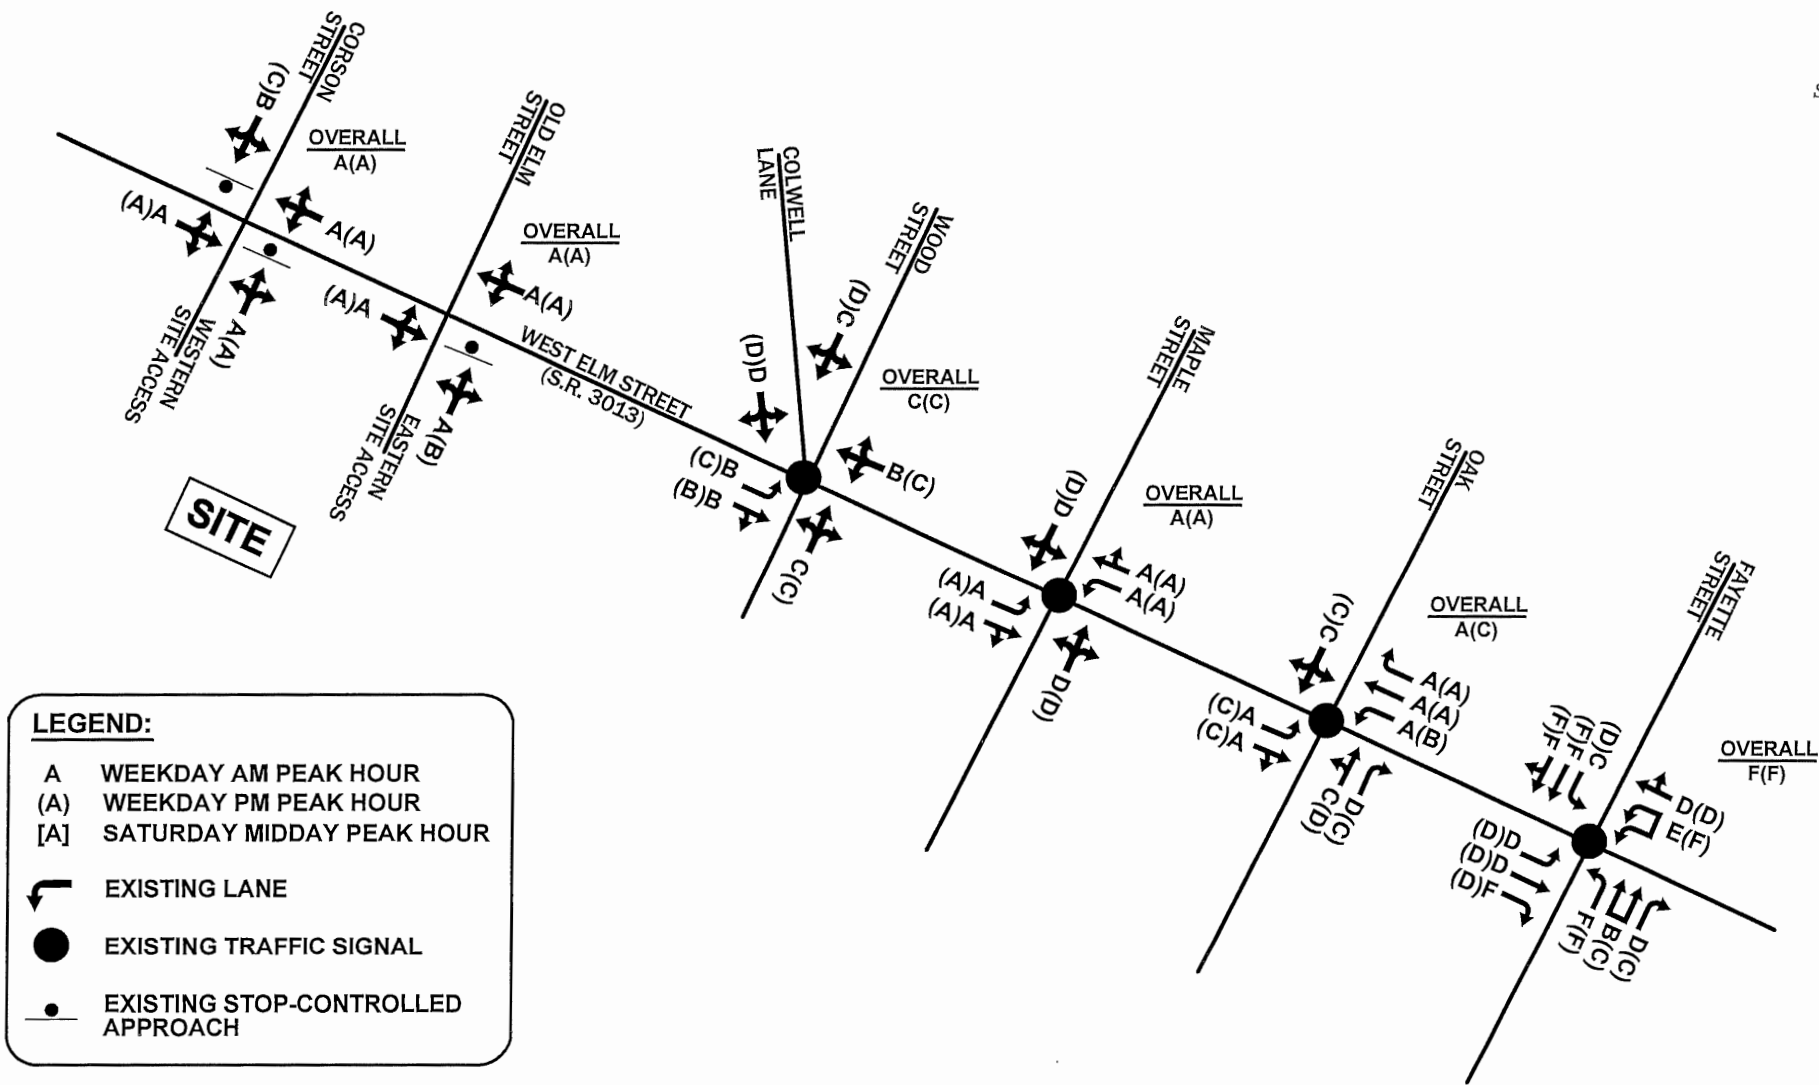 CORSON
STREET
(C)B
OVERALL
A(A)
(A)A
A(A)
A(A)
WESTERN
SITE ACCESS
OLD ELM
STREET
OVERALL
A(A)
A(A)
(A)A
A(B)
EASTERN
SITE ACCESS
WEST ELM STREET
(S.R. 3013)
SITE
COLWELL
LANE
WOOD
STREET
(D)D
(D)C
OVERALL
C(C)
(C)B
(B)B
B(C)
C(C)
MAPLE
STREET
(D)D
OVERALL
A(A)
A(A)
A(A)
(A)A
(A)A
D(D)
OAK
STREET
(C)C
OVERALL
A(C)
A(A)
A(A)
A(B)
(C)A
(C)A
C(D)
D(C)
FAYETTE
STREET
(F)F
(F)F
(D)C
OVERALL
F(F)
D(D)
E(F)
(D)D
(D)D
(D)F
F(F)
B(C)
D(C)
LEGEND:
A WEEKDAY AM PEAK HOUR
(A) WEEKDAY PM PEAK HOUR
[A] SATURDAY MIDDAY PEAK HOUR
EXISTING LANE
EXISTING TRAFFIC SIGNAL
EXISTING STOP-CONTROLLED
APPROACH